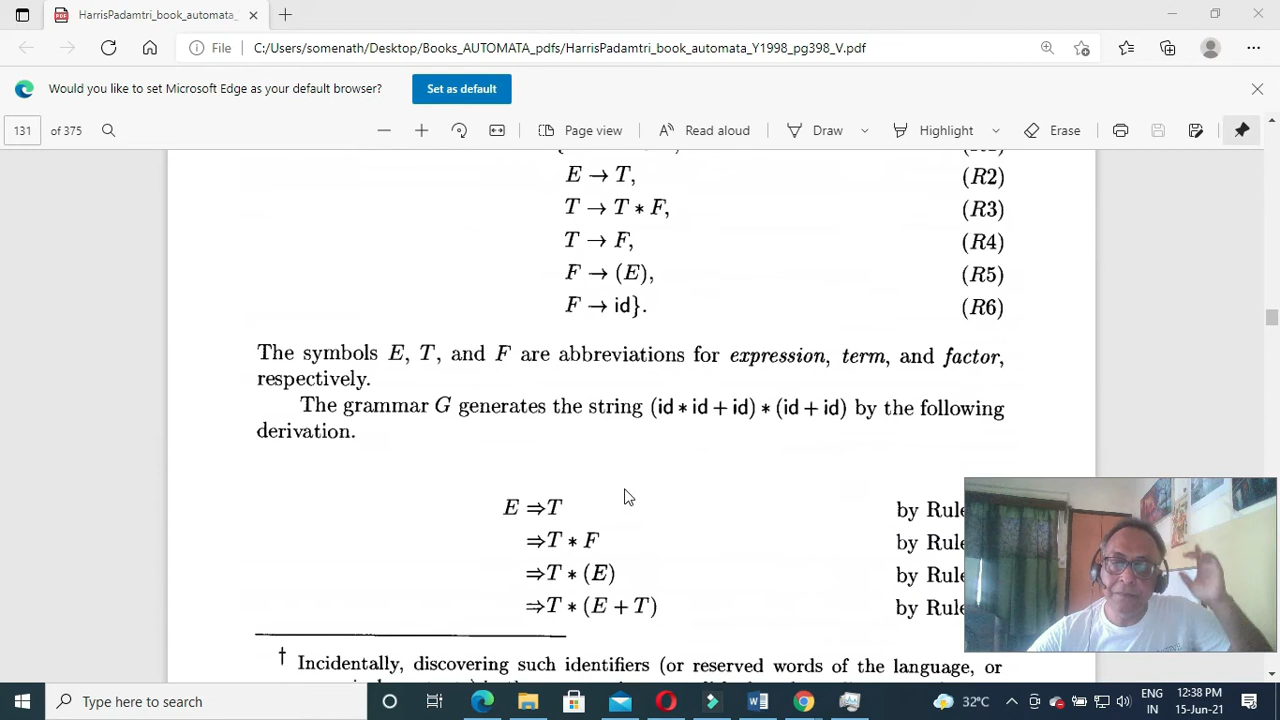 HarrisPadamtri_book_automata_
File
C:/Users/somenath/Desktop/Books_AUTOMATA_pdfs/HarrisPadamtri_book_automata_Y1998_pg398_V.pdf
Would you like to set Microsoft Edge as your default browser?
Set as default
131 of 375
Page view
Read aloud
Draw
Highlight
Erase
E → T, (R2)
T → T ∗ F, (R3)
T → F, (R4)
F → (E), (R5)
F → id}. (R6)
The symbols E, T, and F are abbreviations for expression, term, and factor,
respectively.
The grammar G generates the string (id ∗ id + id) ∗ (id + id) by the following
derivation.
E ⇒T by Rule
⇒T ∗ F by Rule
⇒T ∗ (E) by Rule
⇒T ∗ (E + T) by Rule
† Incidentally, discovering such identifiers (or reserved words of the language, or
Type here to search
32°C
ENG
IN
12:38 PM
15-Jun-21